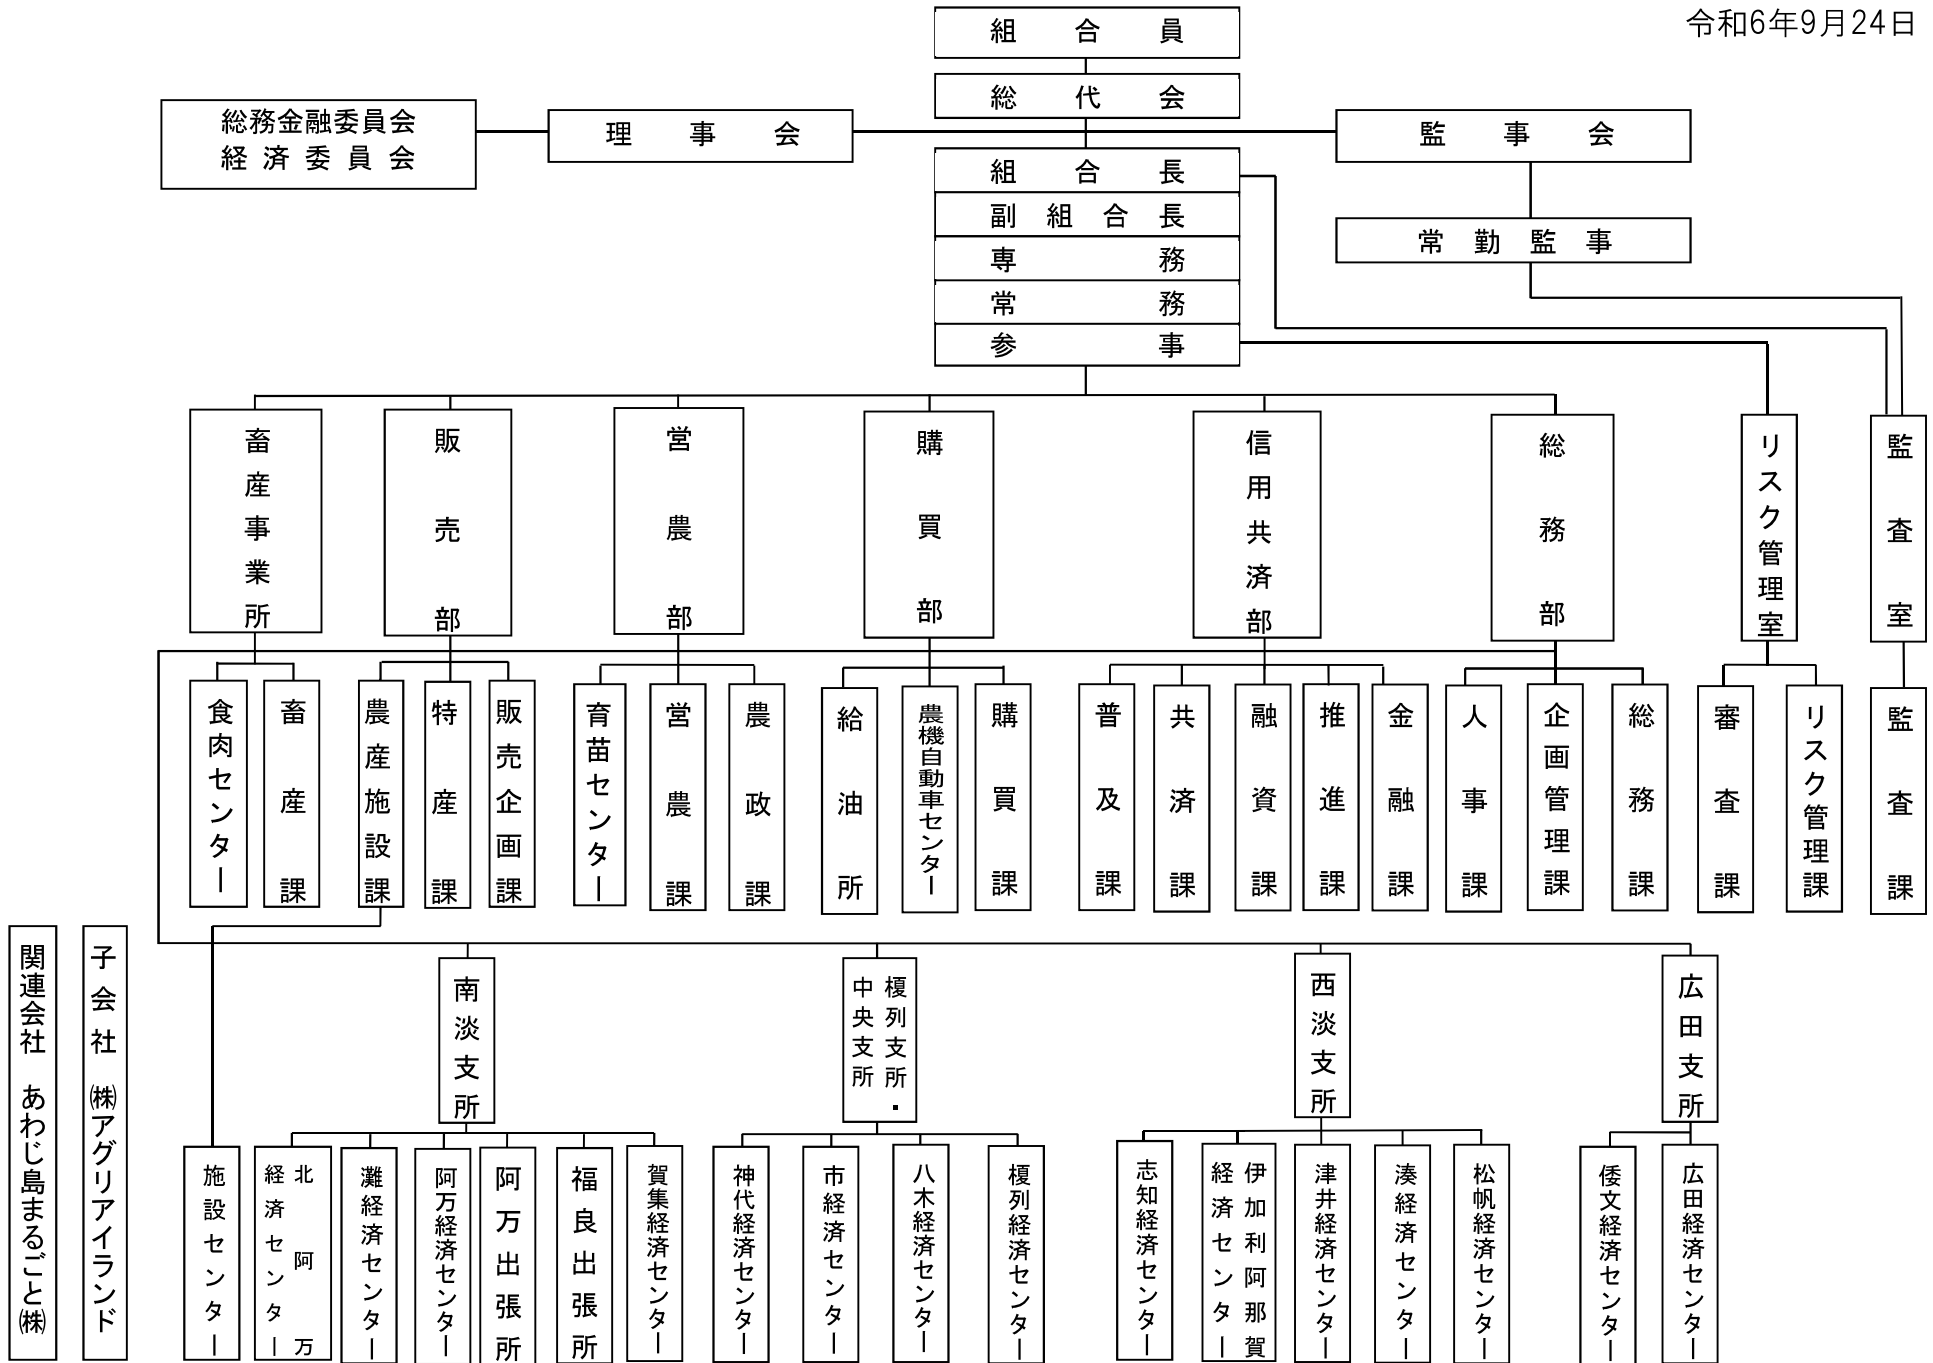 令和6年9月24日
組合員
総代会
総務金融委員会
経済委員会
理事会
監事会
組合長
副組合長
専務
常務
参事
常勤監事
畜産事業所
販売部
営農部
購買部
信用共済部
総務部
リスク管理室
監査室
食肉センター
畜産課
農産施設課
特産課
販売企画課
育苗センター
営農課
農政課
給油所
農機自動車センター
購買課
普及課
共済課
融資課
推進課
金融課
人事課
企画管理課
総務課
審査課
リスク管理課
監査課
関連会社 あわじ島まるごと㈱
子会社 ㈱アグリアイランド
南淡支所
榎列支所・
中央支所
西淡支所
広田支所
施設センター
北阿万
経済センター
灘経済センター
阿万経済センター
阿万出張所
福良出張所
賀集経済センター
神代経済センター
市経済センター
八木経済センター
榎列経済センター
志知経済センター
伊加利阿那賀
経済センター
津井経済センター
湊経済センター
松帆経済センター
倭文経済センター
広田経済センター